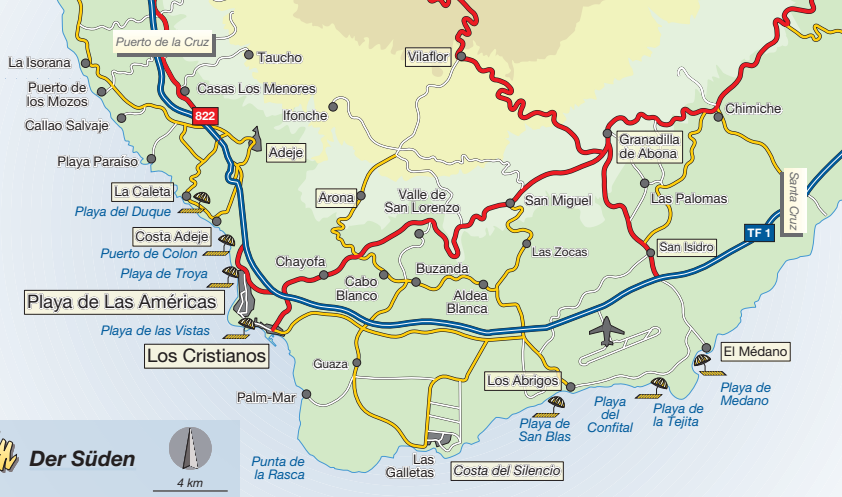 Puerto de la Cruz
La Isorana
Taucho
Vilaflor
Puerto de
los Mozos
Casas Los Menores
822
Ifonche
Chimiche
Callao Salvaje
Granadilla
de Abona
Adeje
Playa Paraiso
La Caleta
Arona
Valle de
San Lorenzo
San Miguel
Las Palomas
Santa Cruz
Playa del Duque
Costa Adeje
TF 1
Puerto de Colon
San Isidro
Las Zocas
Playa de Troya
Chayofa
Buzanda
Cabo
Blanco
Aldea
Blanca
Playa de Las Américas
Playa de las Vistas
Los Cristianos
El Médano
Guaza
Los Abrigos
Playa de
Medano
Palm-Mar
Playa
del
Confital
Playa de
la Tejita
Playa de
San Blas
Der Süden
4 km
Punta de
la Rasca
Las
Galletas
Costa del Silencio